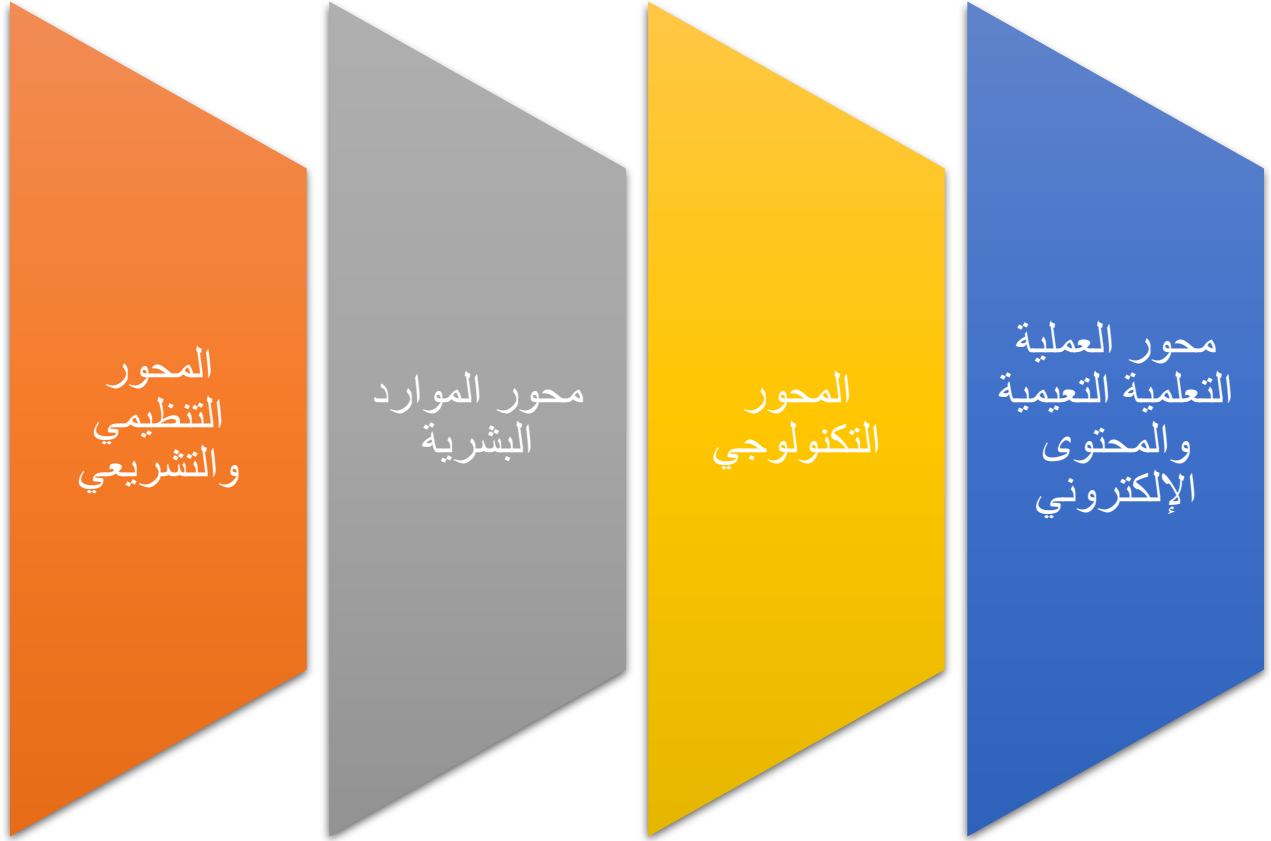 محور العملية
التعلمية التعيمية
والمحتوى
الإلكتروني
المحور
التكنولوجي
محور الموارد
البشرية
المحور
التنظيمي
والتشريعي